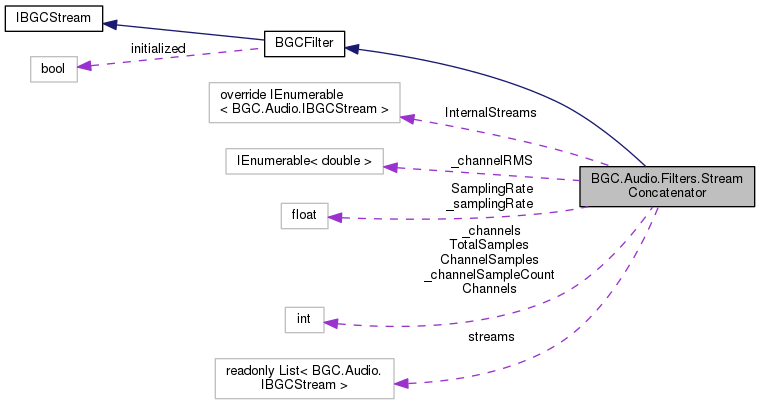 IBGCStream
BGCFilter
initialized
bool
override IEnumerable
< BGC.Audio.IBGCStream >
InternalStreams
IEnumerable< double >
_channelRMS
BGC.Audio.Filters.Stream
Concatenator
SamplingRate
_samplingRate
float
_channels
TotalSamples
ChannelSamples
_channelSampleCount
Channels
int
streams
readonly List< BGC.Audio.
IBGCStream >